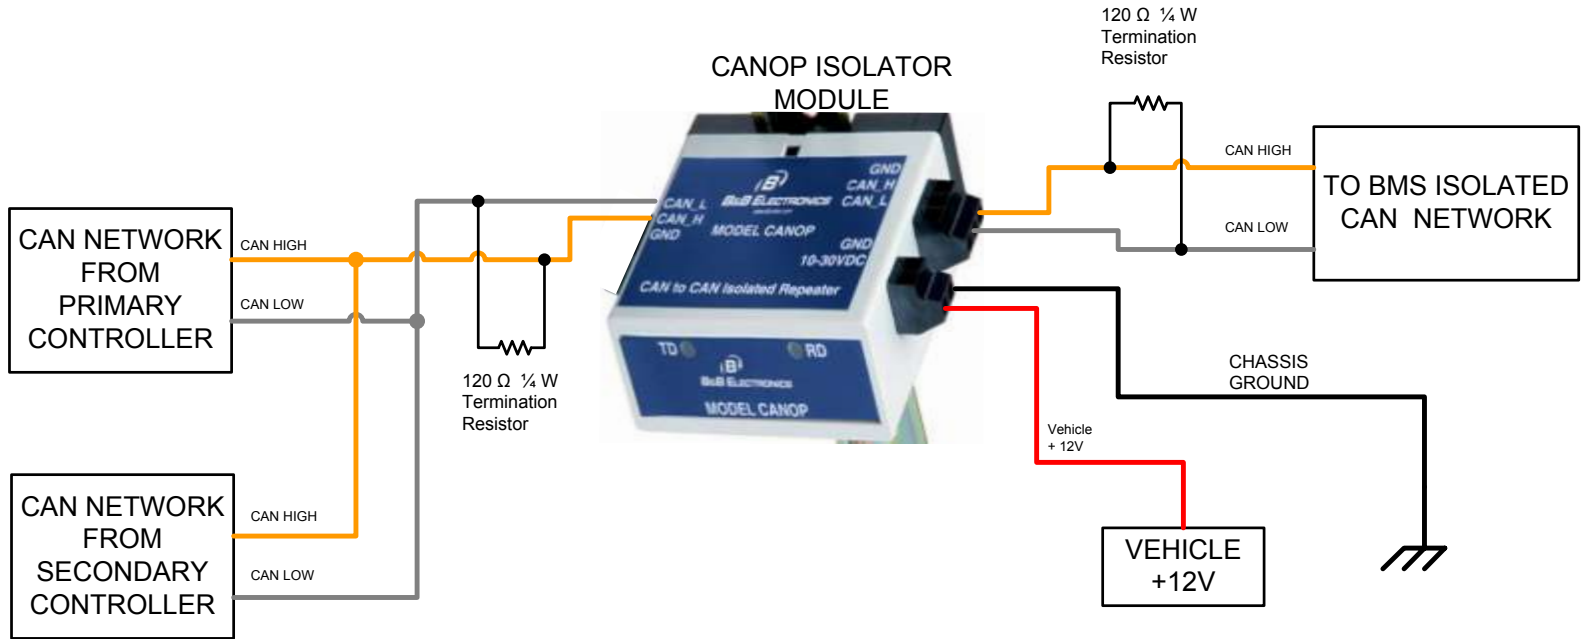 120 Ω ¼ W
Termination
Resistor
CANOP ISOLATOR
MODULE
CAN HIGH
TO BMS ISOLATED
CAN NETWORK
CAN LOW
GND
CAN_H
CAN_L
B&B ELECTRONICS
CAN_L
CAN_H
GND
MODEL CANOP
GND
10-30VDC
CAN to CAN Isolated Repeater
TD
RD
B&B ELECTRONICS
MODEL CANOP
CAN NETWORK
FROM
PRIMARY
CONTROLLER
CAN HIGH
CAN LOW
120 Ω ¼ W
Termination
Resistor
CHASSIS
GROUND
Vehicle
+ 12V
CAN NETWORK
FROM
SECONDARY
CONTROLLER
CAN HIGH
CAN LOW
VEHICLE
+12V